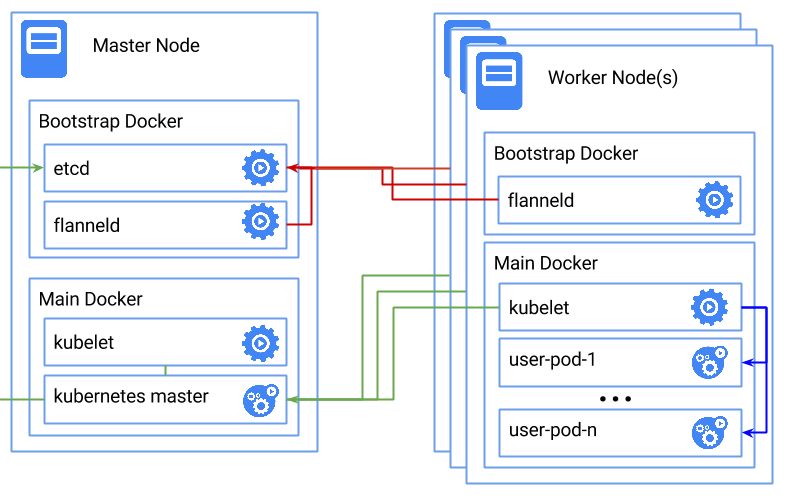 Master Node
Bootstrap Docker
etcd
flanneld
Main Docker
kubelet
kubernetes master
Worker Node(s)
Bootstrap Docker
flanneld
Main Docker
kubelet
user-pod-1
...
user-pod-n